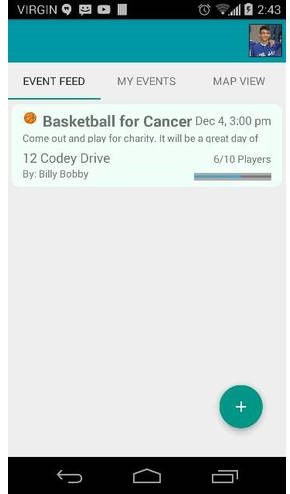 VIRGIN 2:43
EVENT FEED MY EVENTS MAP VIEW
Basketball for Cancer Dec 4, 3:00 pm
Come out and play for charity. It will be a great day of
12 Codey Drive 6/10 Players
By: Billy Bobby
+